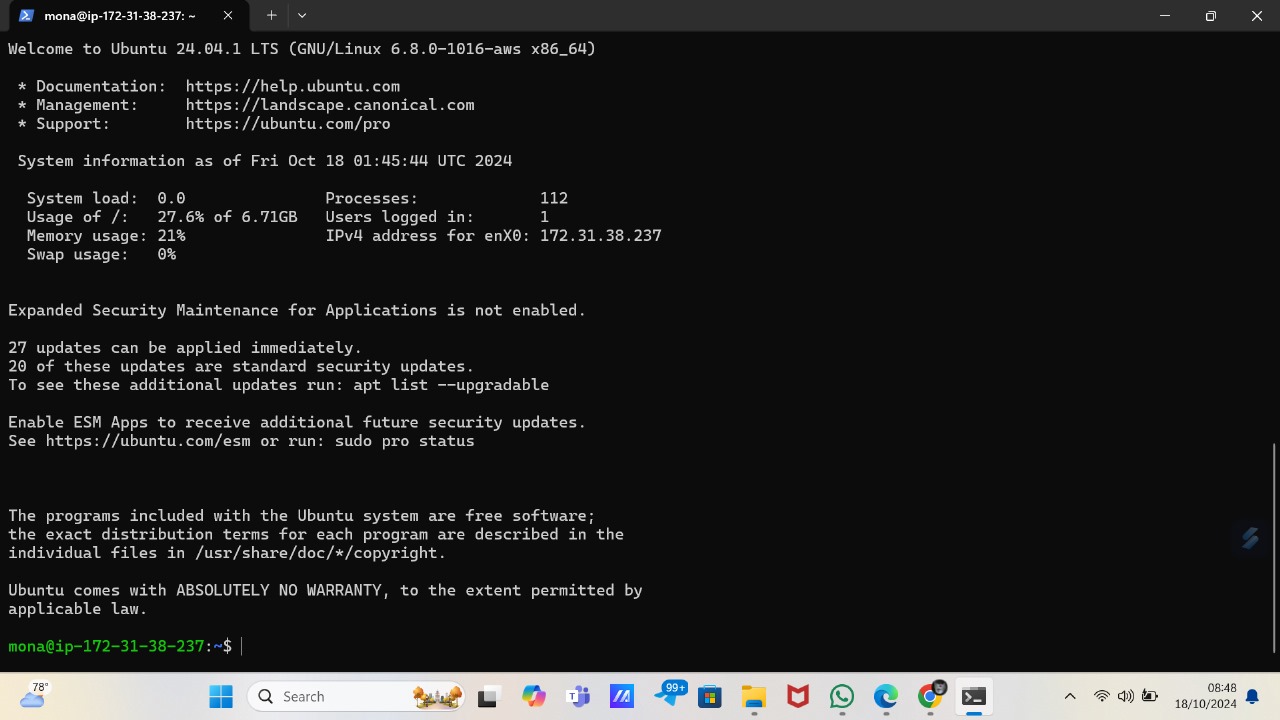 mona@ip-172-31-38-237: ~
Welcome to Ubuntu 24.04.1 LTS (GNU/Linux 6.8.0-1016-aws x86_64)
* Documentation: https://help.ubuntu.com
* Management: https://landscape.canonical.com
* Support: https://ubuntu.com/pro
System information as of Fri Oct 18 01:45:44 UTC 2024
System load: 0.0 Processes: 112
Usage of /: 27.6% of 6.71GB Users logged in: 1
Memory usage: 21% IPv4 address for enX0: 172.31.38.237
Swap usage: 0%
Expanded Security Maintenance for Applications is not enabled.
27 updates can be applied immediately.
20 of these updates are standard security updates.
To see these additional updates run: apt list --upgradable
Enable ESM Apps to receive additional future security updates.
See https://ubuntu.com/esm or run: sudo pro status
The programs included with the Ubuntu system are free software;
the exact distribution terms for each program are described in the
individual files in /usr/share/doc/*/copyright.
Ubuntu comes with ABSOLUTELY NO WARRANTY, to the extent permitted by
applicable law.
mona@ip-172-31-38-237:~$
78°
Search
99+
08:48
18/10/2024